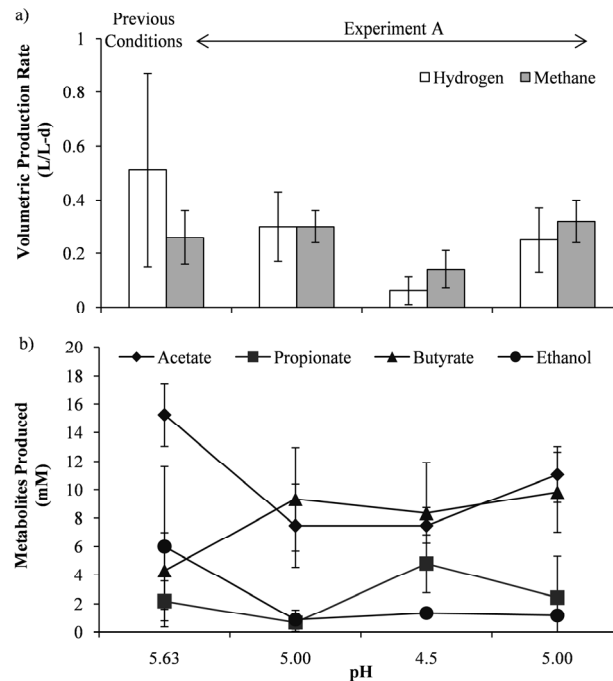 a)
Previous
Conditions
Experiment A
Hydrogen
Methane
Volumetric Production Rate
(L/L-d)
1
0.8
0.6
0.4
0.2
0
b)
Acetate
Propionate
Butyrate
Ethanol
Metabolites Produced
(mM)
20
18
16
14
12
10
8
6
4
2
0
5.63
5.00
4.5
5.00
pH